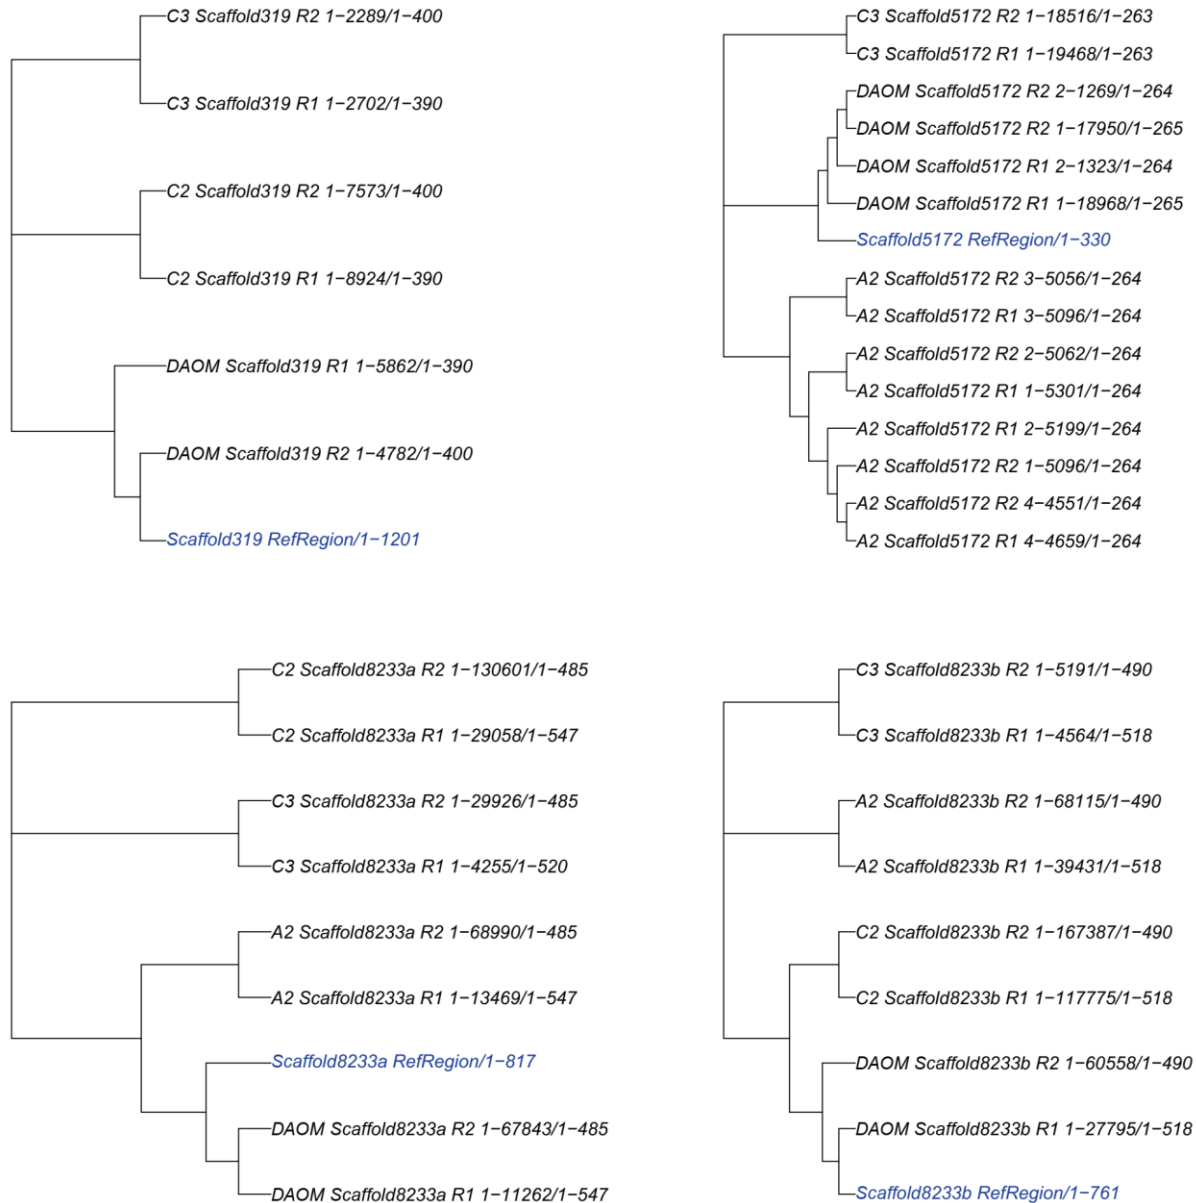 C3 Scaffold319 R2 1−2289/1−400
C3 Scaffold319 R1 1−2702/1−390
C2 Scaffold319 R2 1−7573/1−400
C2 Scaffold319 R1 1−8924/1−390
DAOM Scaffold319 R1 1−5862/1−390
DAOM Scaffold319 R2 1−4782/1−400
Scaffold319 RefRegion/1−1201
C3 Scaffold5172 R2 1−18516/1−263
C3 Scaffold5172 R1 1−19468/1−263
DAOM Scaffold5172 R2 2−1269/1−264
DAOM Scaffold5172 R2 1−17950/1−265
DAOM Scaffold5172 R1 2−1323/1−264
DAOM Scaffold5172 R1 1−18968/1−265
Scaffold5172 RefRegion/1−330
A2 Scaffold5172 R2 3−5056/1−264
A2 Scaffold5172 R1 3−5096/1−264
A2 Scaffold5172 R2 2−5062/1−264
A2 Scaffold5172 R1 1−5301/1−264
A2 Scaffold5172 R1 2−5199/1−264
A2 Scaffold5172 R2 1−5096/1−264
A2 Scaffold5172 R2 4−4551/1−264
A2 Scaffold5172 R1 4−4659/1−264
C2 Scaffold8233a R2 1−130601/1−485
C2 Scaffold8233a R1 1−29058/1−547
C3 Scaffold8233a R2 1−29926/1−485
C3 Scaffold8233a R1 1−4255/1−520
A2 Scaffold8233a R2 1−68990/1−485
A2 Scaffold8233a R1 1−13469/1−547
Scaffold8233a RefRegion/1−817
DAOM Scaffold8233a R2 1−67843/1−485
DAOM Scaffold8233a R1 1−11262/1−547
C3 Scaffold8233b R2 1−5191/1−490
C3 Scaffold8233b R1 1−4564/1−518
A2 Scaffold8233b R2 1−68115/1−490
A2 Scaffold8233b R1 1−39431/1−518
C2 Scaffold8233b R2 1−167387/1−490
C2 Scaffold8233b R1 1−117775/1−518
DAOM Scaffold8233b R2 1−60558/1−490
DAOM Scaffold8233b R1 1−27795/1−518
Scaffold8233b RefRegion/1−761